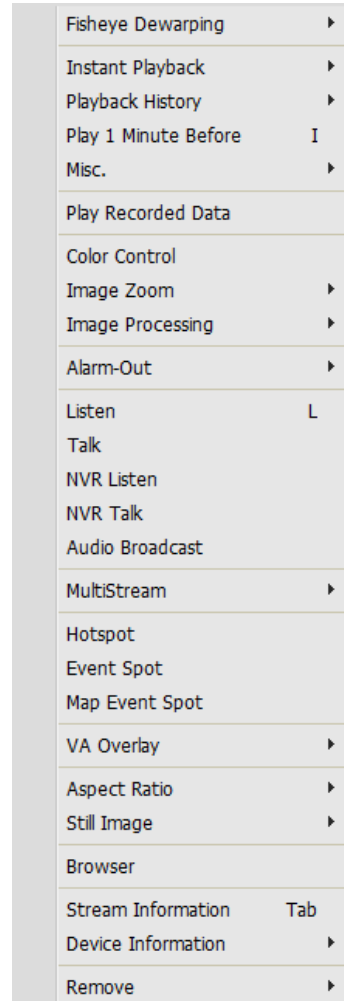 Fisheye Dewarping
Instant Playback
Playback History
Play 1 Minute Before I
Misc.
Play Recorded Data
Color Control
Image Zoom
Image Processing
Alarm-Out
Listen L
Talk
NVR Listen
NVR Talk
Audio Broadcast
MultiStream
Hotspot
Event Spot
Map Event Spot
VA Overlay
Aspect Ratio
Still Image
Browser
Stream Information Tab
Device Information
Remove